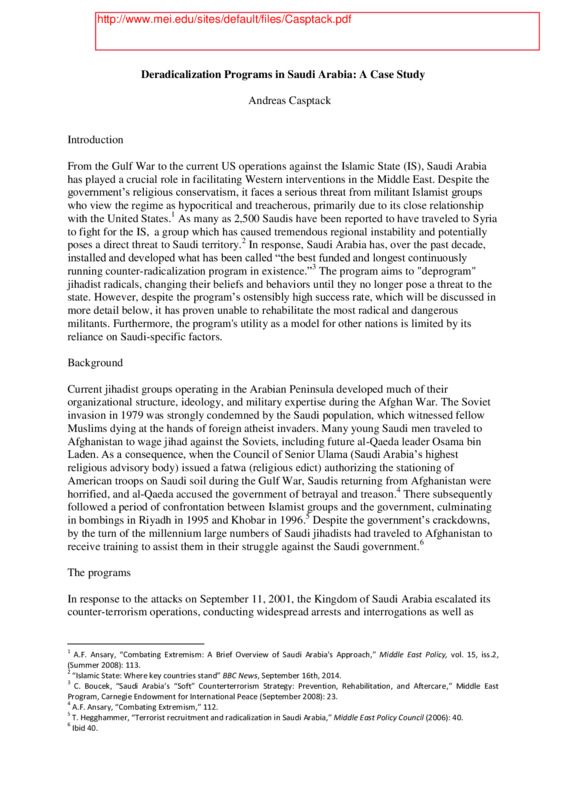 http://www.mei.edu/sites/default/files/Casptack.pdf
Deradicalization Programs in Saudi Arabia: A Case Study
Andreas Casptack
Introduction
From the Gulf War to the current US operations against the Islamic State (IS), Saudi Arabia
has played a crucial role in facilitating Western interventions in the Middle East. Despite the
government's religious conservatism, it faces a serious threat from militant Islamist groups
who view the regime as hypocritical and treacherous, primarily due to its close relationship
with the United States.1 As many as 2,500 Saudis have been reported to have traveled to Syria
to fight for the IS, a group which has caused tremendous regional instability and potentially
poses a direct threat to Saudi territory.2 In response, Saudi Arabia has, over the past decade,
installed and developed what has been called “the best funded and longest continuously
running counter-radicalization program in existence.”3 The program aims to "deprogram"
jihadist radicals, changing their beliefs and behaviors until they no longer pose a threat to the
state. However, despite the program's ostensibly high success rate, which will be discussed in
more detail below, it has proven unable to rehabilitate the most radical and dangerous
militants. Furthermore, the program's utility as a model for other nations is limited by its
reliance on Saudi-specific factors.
Background
Current jihadist groups operating in the Arabian Peninsula developed much of their
organizational structure, ideology, and military expertise during the Afghan War. The Soviet
invasion in 1979 was strongly condemned by the Saudi population, which witnessed fellow
Muslims dying at the hands of foreign atheist invaders. Many young Saudi men traveled to
Afghanistan to wage jihad against the Soviets, including future al-Qaeda leader Osama bin
Laden. As a consequence, when the Council of Senior Ulama (Saudi Arabia's highest
religious advisory body) issued a fatwa (religious edict) authorizing the stationing of
American troops on Saudi soil during the Gulf War, Saudis returning from Afghanistan were
horrified, and al-Qaeda accused the government of betrayal and treason.4 There subsequently
followed a period of confrontation between Islamist groups and the government, culminating
in bombings in Riyadh in 1995 and Khobar in 1996.5 Despite the government's crackdowns,
by the turn of the millennium large numbers of Saudi jihadists had traveled to Afghanistan to
receive training to assist them in their struggle against the Saudi government.6
The programs
In response to the attacks on September 11, 2001, the Kingdom of Saudi Arabia escalated its
counter-terrorism operations, conducting widespread arrests and interrogations as well as
1 A.F. Ansary, “Combating Extremism: A Brief Overview of Saudi Arabia's Approach,” Middle East Policy, vol. 15, iss.2,
(Summer 2008): 113.
2 “Islamic State: Where key countries stand” BBC News, September 16th, 2014.
3 C. Boucek, “Saudi Arabia's “Soft” Counterterrorism Strategy: Prevention, Rehabilitation, and Aftercare,” Middle East
Program, Carnegie Endowment for International Peace (September 2008): 23.
4 A.F. Ansary, “Combating Extremism,” 112.
5 T. Hegghammer, “Terrorist recruitment and radicalization in Saudi Arabia,” Middle East Policy Council (2006): 40.
6 Ibid 40.